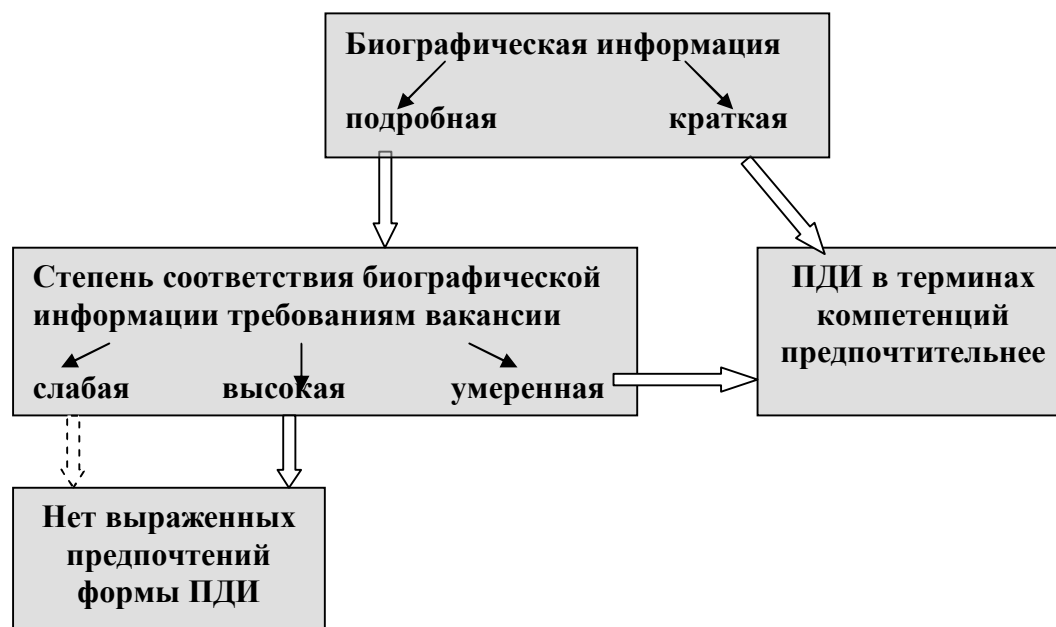 Биографическая информация
подробная краткая
Степень соответствия биографической
информации требованиям вакансии
слабая высокая умеренная
ПДИ в терминах
компетенций
предпочтительнее
Нет выраженных
предпочтений
формы ПДИ